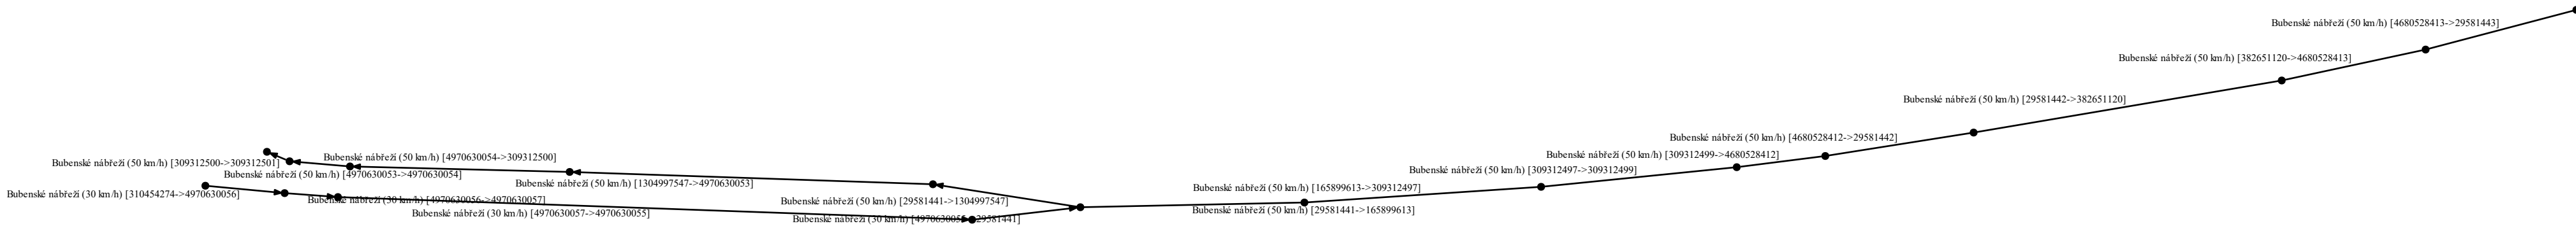 Bubenské nábřeží (50 km/h) [4680528413->29581443]
Bubenské nábřeží (50 km/h) [382651120->4680528413]
Bubenské nábřeží (50 km/h) [29581442->382651120]
Bubenské nábřeží (50 km/h) [4680528412->29581442]
Bubenské nábřeží (50 km/h) [309312499->4680528412]
Bubenské nábřeží (50 km/h) [4970630054->309312500]
Bubenské nábřeží (50 km/h) [309312500->309312501]
Bubenské nábřeží (50 km/h) [309312497->309312499]
Bubenské nábřeží (50 km/h) [4970630053->4970630054]
Bubenské nábřeží (50 km/h) [1304997547->4970630053]
Bubenské nábřeží (50 km/h) [165899613->309312497]
Bubenské nábřeží (30 km/h) [310454274->4970630056]
Bubenské nábřeží (30 km/h) [4970630056->4970630057]
Bubenské nábřeží (50 km/h) [29581441->1304997547]
Bubenské nábřeží (50 km/h) [29581441->165899613]
Bubenské nábřeží (30 km/h) [4970630057->4970630055]
Bubenské nábřeží (30 km/h) [4970630055->29581441]